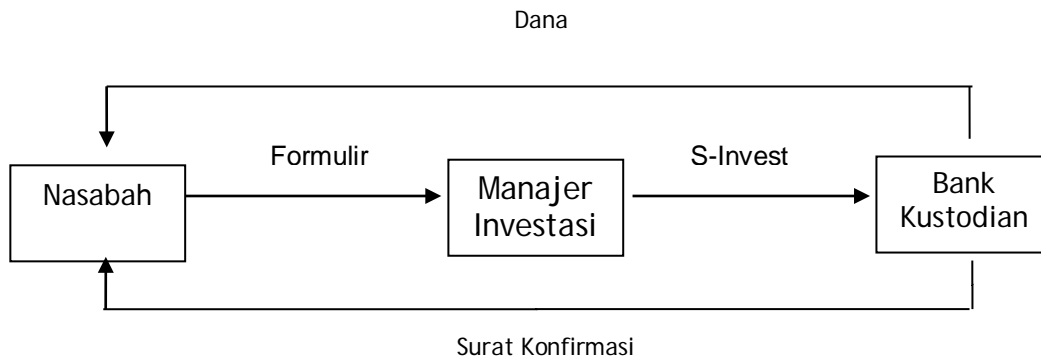 Dana
Formulir
S-Invest
Nasabah
Manajer
Investasi
Bank
Kustodian
Surat Konfirmasi